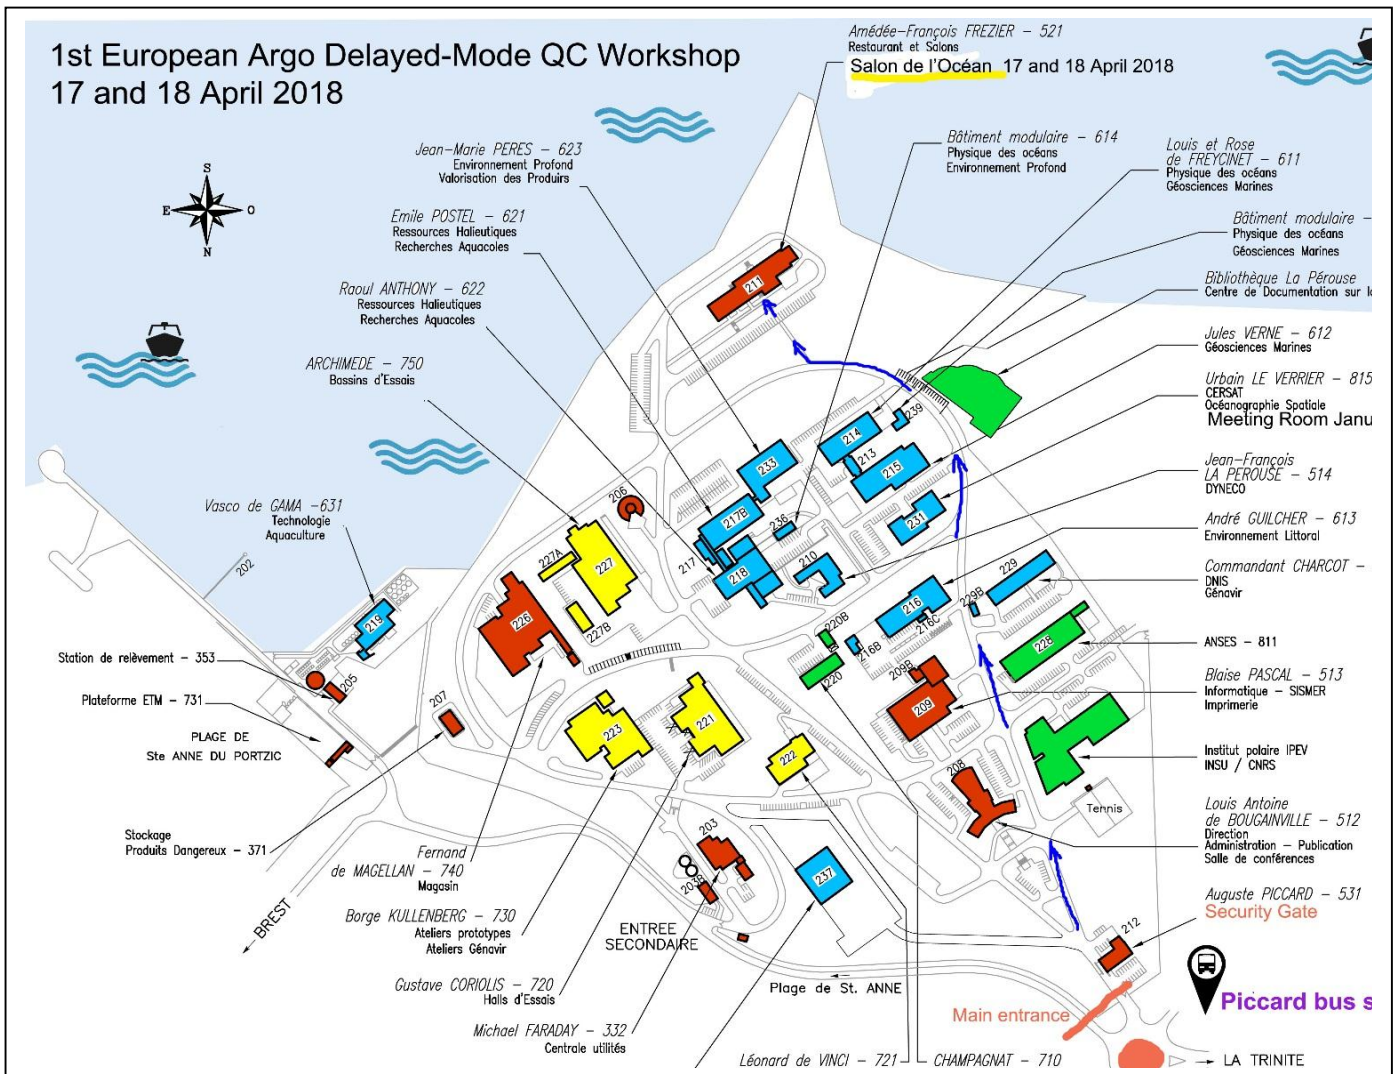 1st European Argo Delayed-Mode QC Workshop
17 and 18 April 2018
Amédée-François FREZIER - 521
Restaurant et Salons
Salon de l'Océan 17 and 18 April 2018
Jean-Marie PERES - 623
Environnement Profond
Valorisation des Produirs
Bâtiment modulaire - 614
Physique des océans
Environnement Profond
Louis et Rose
de FREYCINET - 611
Physique des océans
Géosciences Marines
Emile POSTEL - 621
Ressources Halieutiques
Recherches Aquacoles
Bâtiment modulaire -
Physique des océans
Géosciences Marines
Raoul ANTHONY - 622
Ressources Halieutiques
Recherches Aquacoles
Bibliothèque La Pérouse
Centre de Documentation sur
ARCHIMEDE - 750
Bassins d'Essais
Jules VERNE - 612
Géosciences Marines
Urbain LE VERRIER - 815
CERSAT
Océanographie Spatiale
Meeting Room Janu
Jean-François
LA PEROUSE - 514
DYNECO
Vasco de GAMA -631
Technologie
Aquaculture
André GUILCHER - 613
Environnement Littoral
Commandant CHARCOT -
DNIS
Génavir
ANSES - 811
Blaise PASCAL - 513
Informatique - SISMER
Imprimerie
Institut polaire IPEV
INSU / CNRS
Louis Antoine
de BOUGAINVILLE - 512
Direction
Administration - Publication
Salle de conférences
Auguste PICCARD - 531
Security Gate
Piccard bus s
Main entrance
LA TRINITE
Station de relèvement - 353
Plateforme ETM - 731
PLAGE DE
Ste ANNE DU PORTZIC
Stockage
Produits Dangereux - 371
BREST
Fernand
de MAGELLAN - 740
Magasin
Borge KULLENBERG - 730
Ateliers prototypes
Ateliers Génavir
Gustave CORIOLIS - 720
Halls d'Essais
Michael FARADAY - 332
Centrale utilités
ENTREE
SECONDAIRE
Plage de St. ANNE
Léonard de VINCI - 721
CHAMPAGNAT - 710
Tennis
S
E
O
N
211
239
214
213
215
233
231
206
217B
238
217
218
210
227A
227
227B
226
219
202
205
207
229
229B
216
216C
216B
220B
220
228
209B
209
223
221
222
208
203
203B
237
212